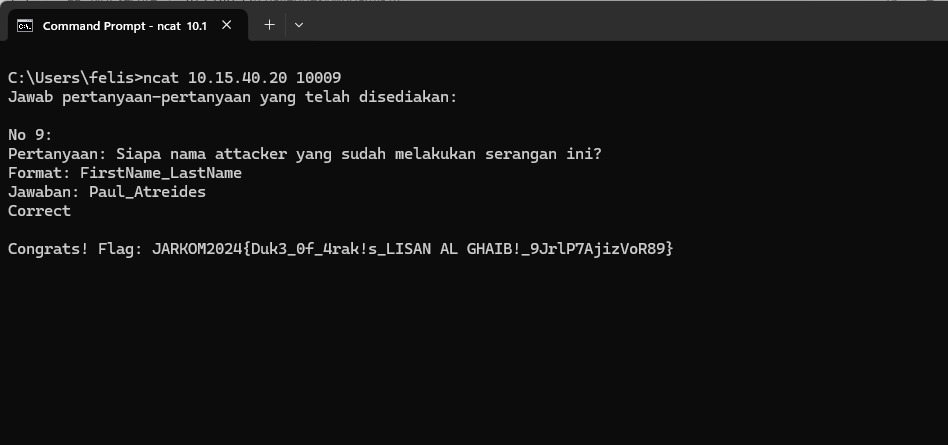 Command Prompt - ncat 10.1
C:\Users\felis>ncat 10.15.40.20 10009
Jawab pertanyaan-pertanyaan yang telah disediakan:
No 9:
Pertanyaan: Siapa nama attacker yang sudah melakukan serangan ini?
Format: FirstName_LastName
Jawaban: Paul_Atreides
Correct
Congrats! Flag: JARKOM2024{Duk3_0f_4rak!s_LISAN AL GHAIB!_9JrlP7AjizVoR89}